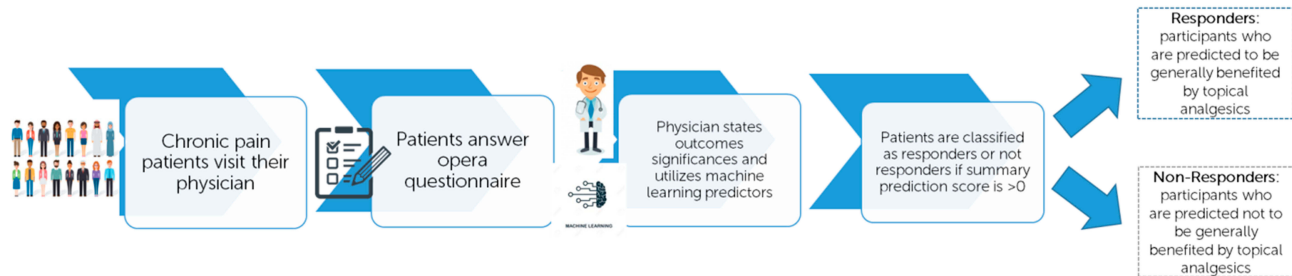 Chronic pain
patients visit their
physician
Patients answer
opera
questionnaire
MACHINE LEARNING
Physician states
outcomes
significances and
utilizes machine
learning predictors
Patients are classified
as responders or not
responders if summary
prediction score is >0
Responders:
participants who
are predicted to be
generally benefited
by topical
analgesics
Non-Responders:
participants who
are predicted not to
be generally
benefited by topical
analgesics